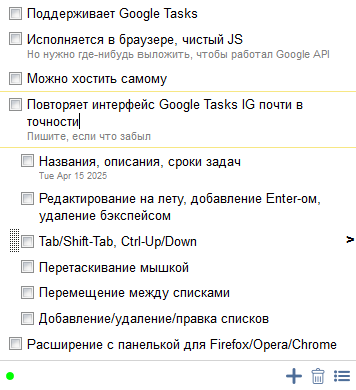 Поддерживает Google Tasks
Исполняется в браузере, чистый JS
Но нужно где-нибудь выложить, чтобы работал Google API
Можно хостить самому
Повторяет интерфейс Google Tasks IG почти в
точности
Пишите, если что забыл
Названия, описания, сроки задач
Tue Apr 15 2025
Редактирование на лету, добавление Enter-ом,
удаление бэкспейсом
Tab/Shift-Tab, Ctrl-Up/Down
Перетаскивание мышкой
Перемещение между списками
Добавление/удаление/правка списков
Расширение с панелькой для Firefox/Opera/Chrome